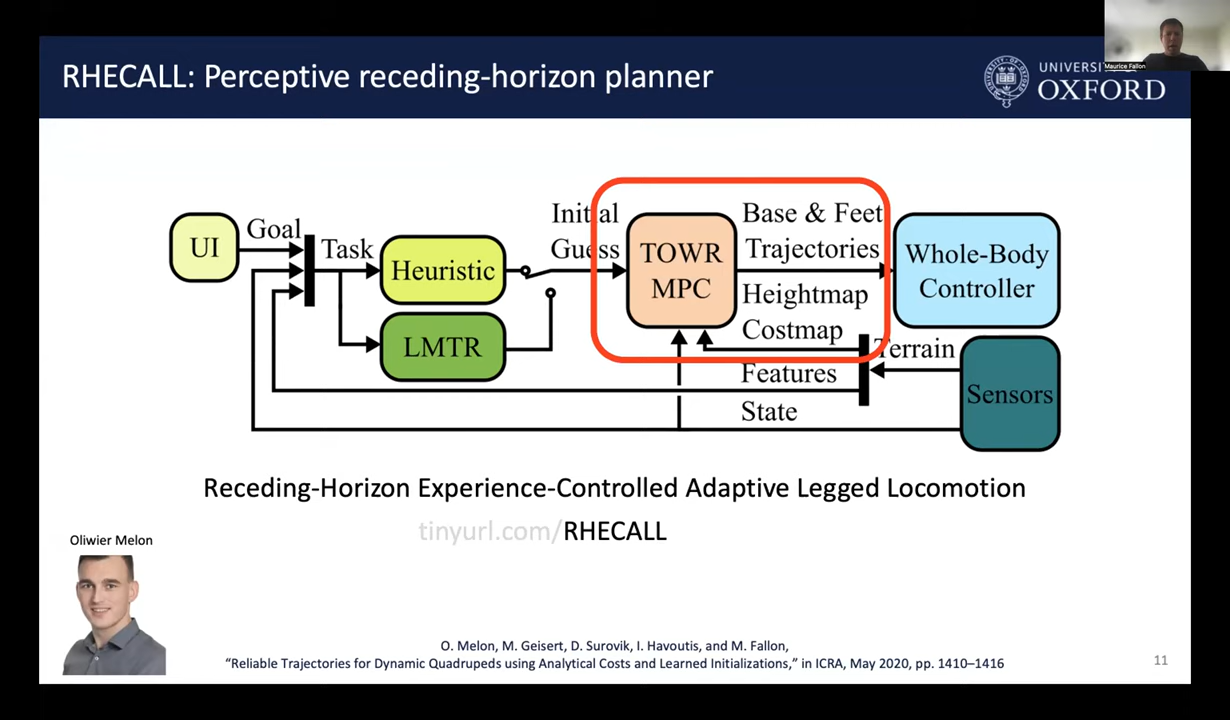 RHECALL: Perceptive receding-horizon planner
Maurice Fallon
UNIVERSI
OXFORD
UI
Goal
Task
Heuristic
LMTR
Initial
Guess
TOWR
MPC
Base & Feet
Trajectories
Heightmap
Costmap
Features
State
Whole-Body
Controller
Terrain
Sensors
Receding-Horizon Experience-Controlled Adaptive Legged Locomotion
tinyurl.com/RHECALL
Oliwier Melon
O. Melon, M. Geisert, D. Surovik, I. Havoutis, and M. Fallon,
“Reliable Trajectories for Dynamic Quadrupeds using Analytical Costs and Learned Initializations,” in ICRA, May 2020, pp. 1410–1416
11